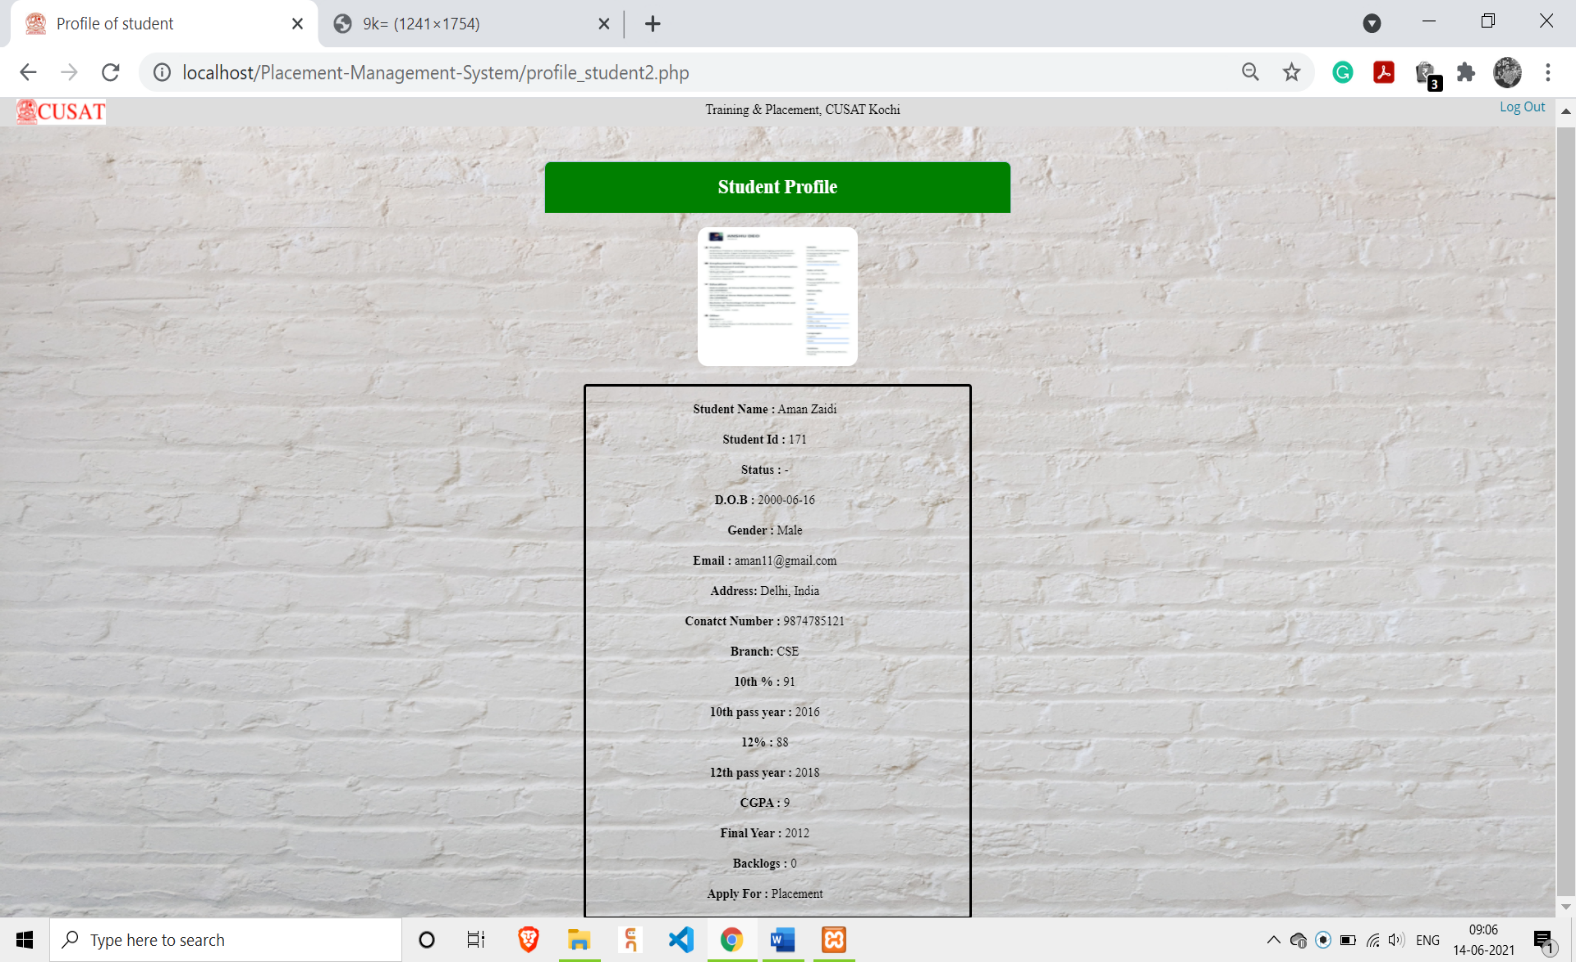 Profile of student
9k= (1241×1754)
localhost/Placement-Management-System/profile_student2.php
3
CUSAT
Training & Placement, CUSAT Kochi
Log Out
Student Profile
Student Name : Aman Zaidi
Student Id : 171
Status : -
D.O.B : 2000-06-16
Gender : Male
Email : aman11@gmail.com
Address: Delhi, India
Conatct Number : 9874785121
Branch: CSE
10th % : 91
10th pass year : 2016
12% : 88
12th pass year : 2018
CGPA : 9
Final Year : 2012
Backlogs : 0
Apply For : Placement
Type here to search
ENG
09:06
14-06-2021
1